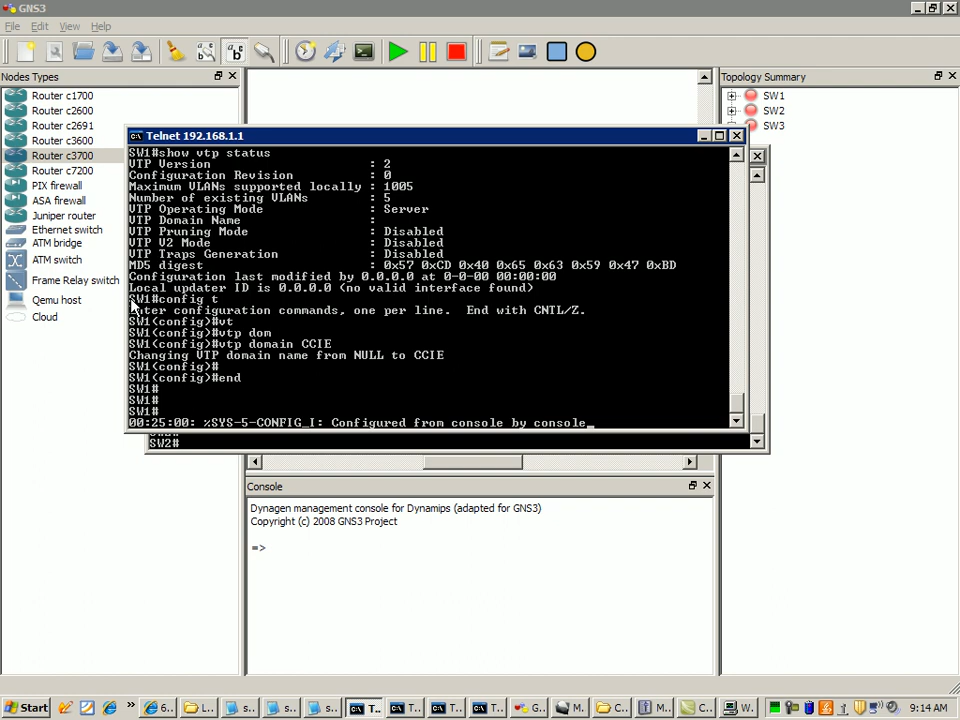 GNS3
File Edit View Help
Nodes Types
Router c1700
Router c2600
Router c2691
Router c3600
Router c3700
Router c7200
PIX firewall
ASA firewall
Juniper router
Ethernet switch
ATM bridge
ATM switch
Frame Relay switch
Qemu host
Cloud
Topology Summary
SW1
SW2
SW3
Telnet 192.168.1.1
SW1#show vtp status
VTP Version : 2
Configuration Revision : 0
Maximum VLANs supported locally : 1005
Number of existing VLANs : 5
VTP Operating Mode : Server
VTP Domain Name :
VTP Pruning Mode : Disabled
VTP V2 Mode : Disabled
VTP Traps Generation : Disabled
MD5 digest : 0x57 0xCD 0x40 0x65 0x63 0x59 0x47 0xBD
Configuration last modified by 0.0.0.0 at 0-0-00 00:00:00
Local updater ID is 0.0.0.0 (no valid interface found)
SW1#config t
Enter configuration commands, one per line. End with CNTL/Z.
SW1(config)#vt
SW1(config)#vtp dom
SW1(config)#vtp domain CCIE
Changing VTP domain name from NULL to CCIE
SW1(config)#
SW1(config)#end
SW1#
SW1#
SW1#
00:25:00: %SYS-5-CONFIG_I: Configured from console by console_
SW2#
Console
Dynagen management console for Dynamips (adapted for GNS3)
Copyright (c) 2008 GNS3 Project
=>
Start » 6.. L.. s.. s.. s.. T.. T.. T.. T.. G.. M. C.. M.. C.. W. 9:14 AM